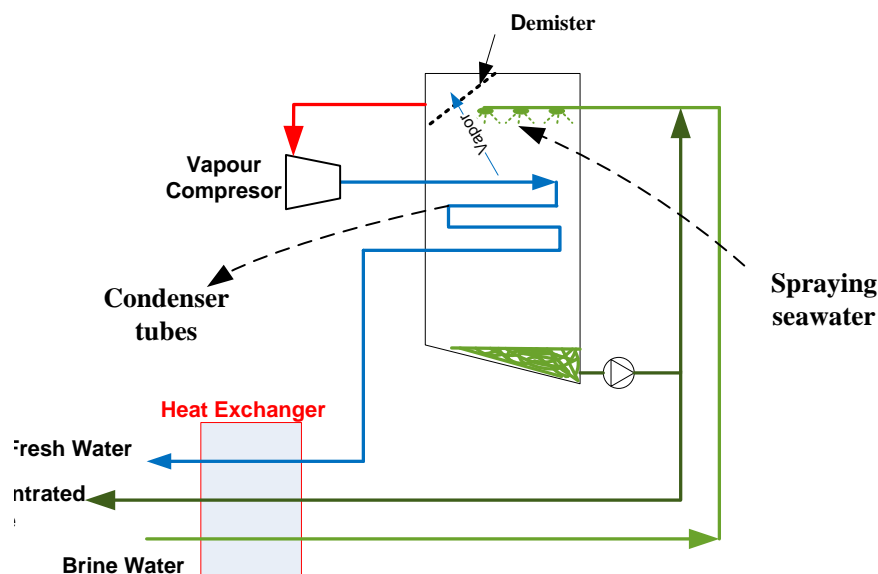 Demister
Vapor
Vapour
Compresor
Condenser
tubes
Spraying
seawater
Heat Exchanger
Fresh Water
ntrated
Brine Water